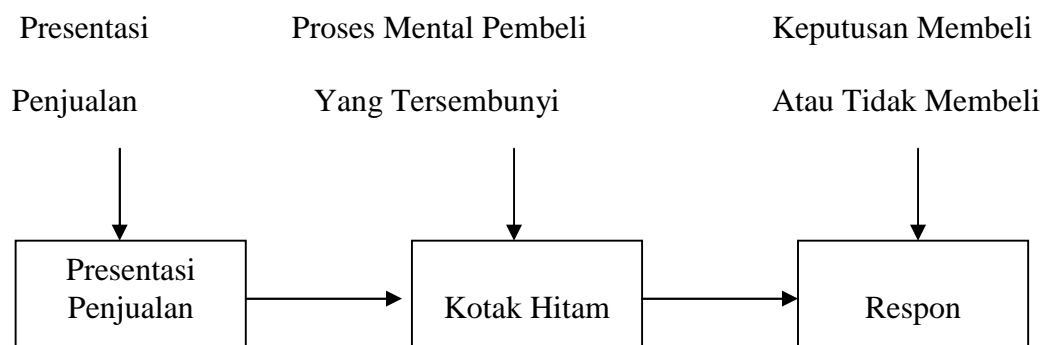 Presentasi Proses Mental Pembeli Keputusan Membeli
Penjualan Yang Tersembunyi Atau Tidak Membeli
Presentasi
Penjualan
Kotak Hitam
Respon